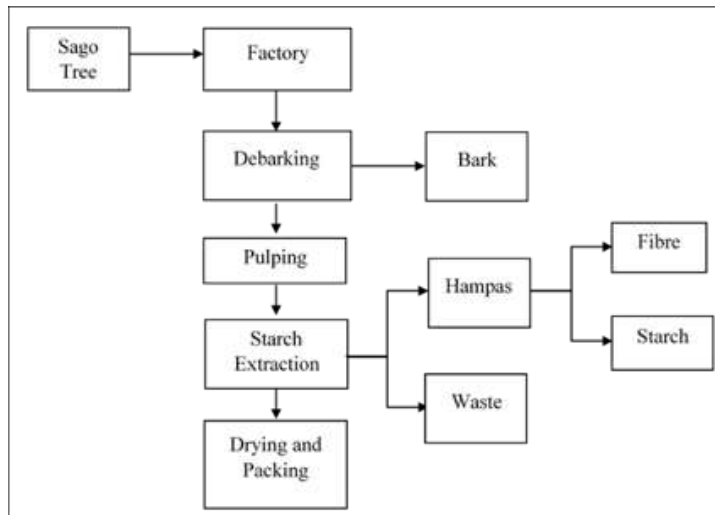 Sago
Tree
Factory
Debarking
Bark
Pulping
Fibre
Hampas
Starch
Extraction
Starch
Waste
Drying and
Packing